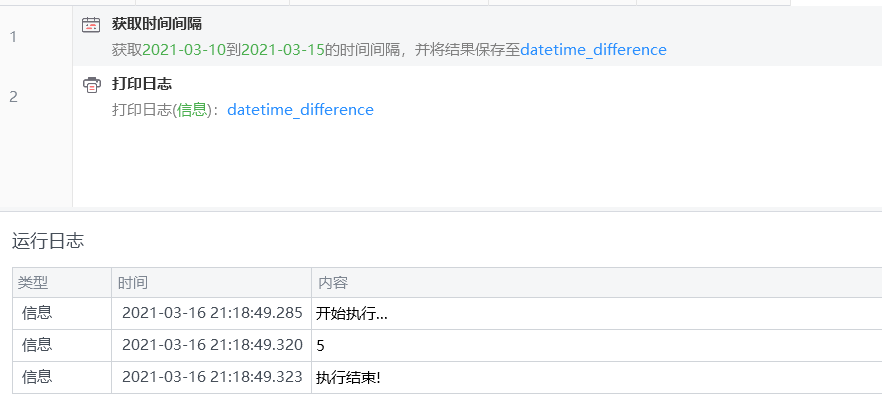 1
获取时间间隔
获取2021-03-10到2021-03-15的时间间隔，并将结果保存至datetime_difference
2
打印日志
打印日志(信息)：datetime_difference
运行日志
类型 时间 内容
信息 2021-03-16 21:18:49.285 开始执行...
信息 2021-03-16 21:18:49.320 5
信息 2021-03-16 21:18:49.323 执行结束!